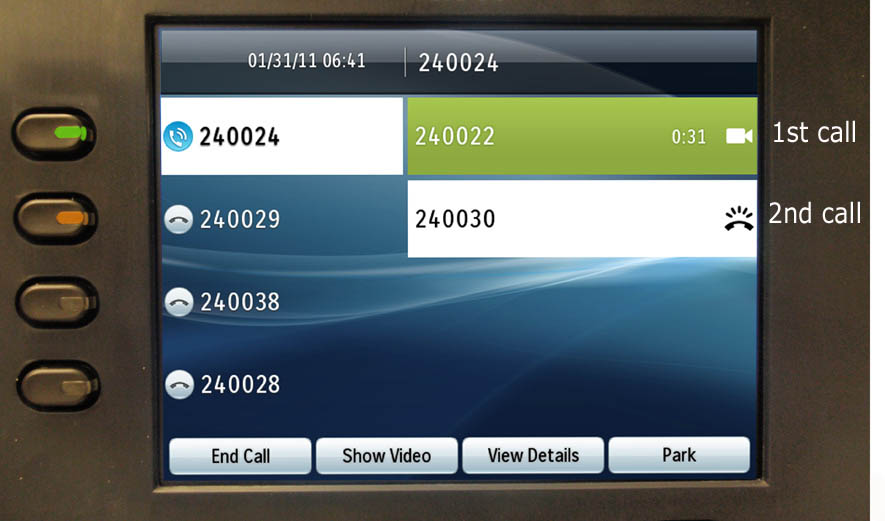 01/31/11 06:41 240024
240024 240022 0:31 1st call
240029 240030 2nd call
240038
240028
End Call Show Video View Details Park